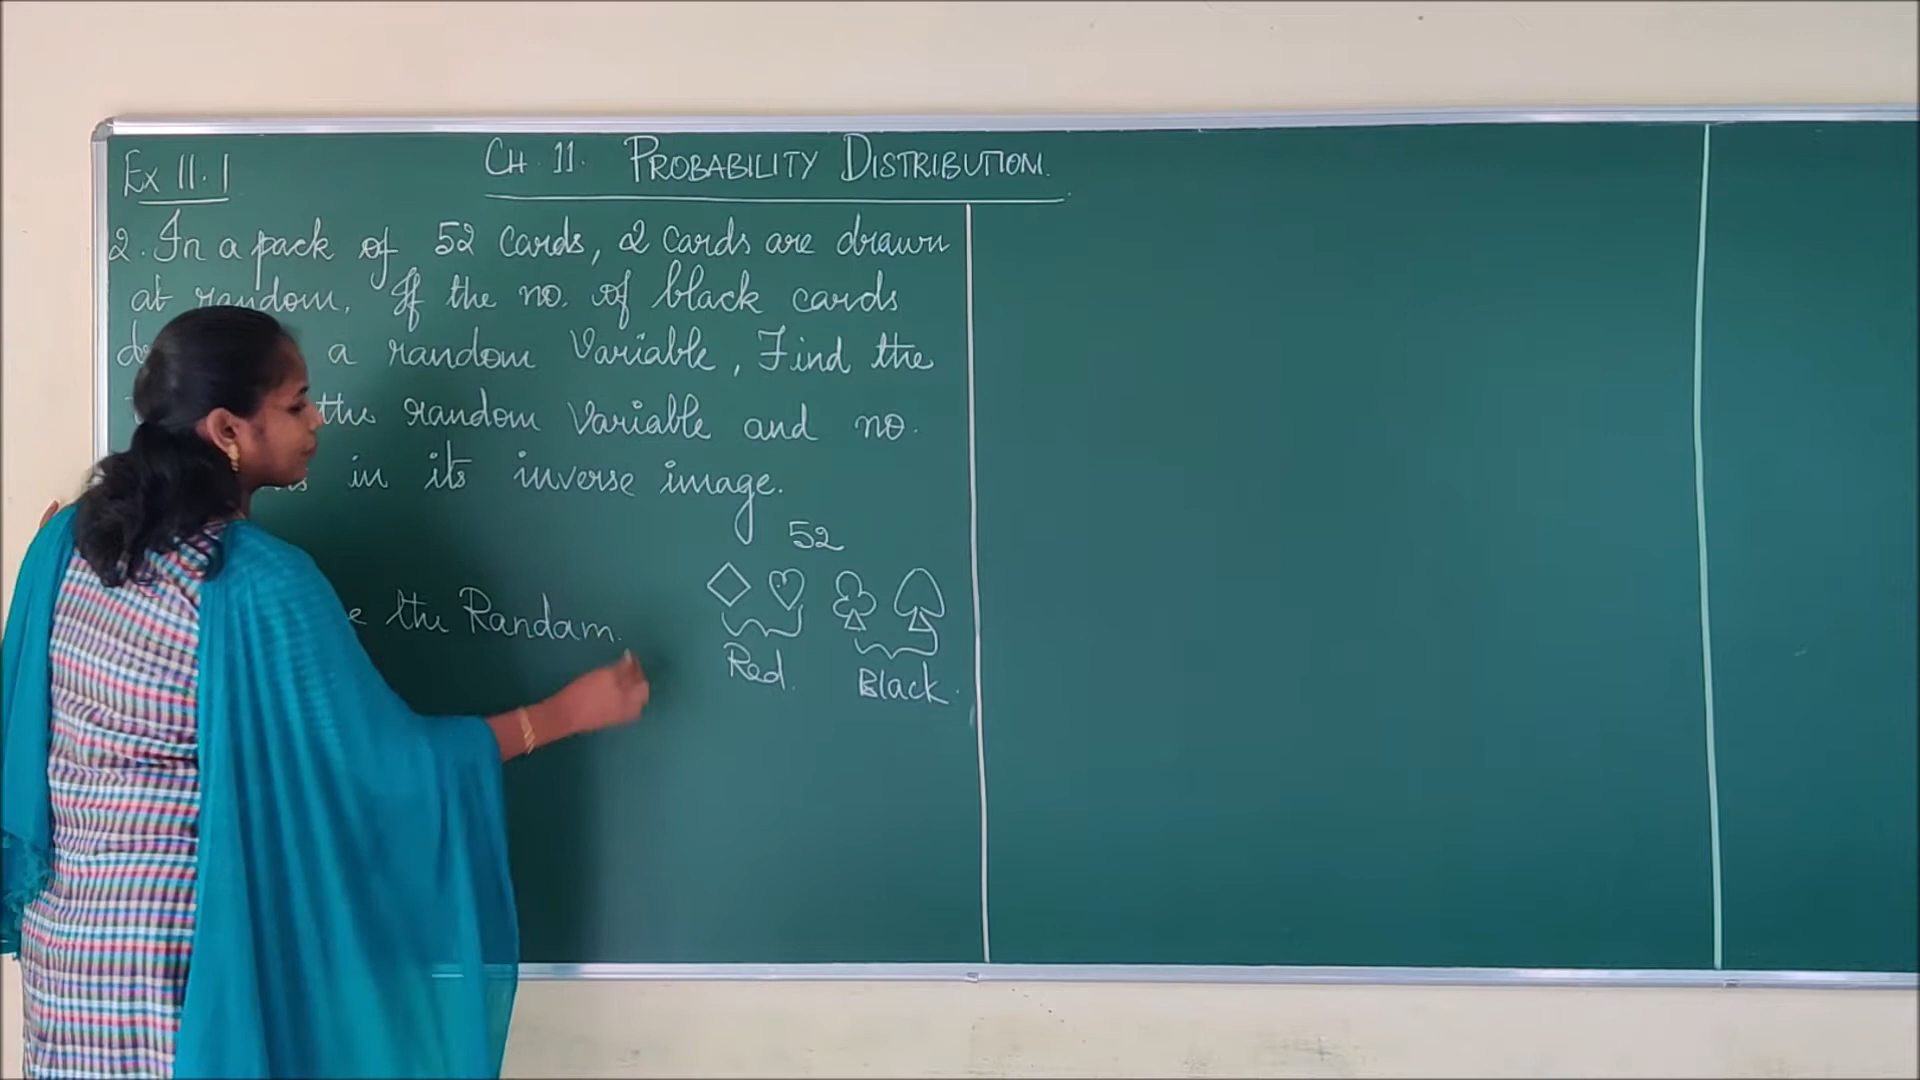 Ex 11.1
CH. 11. PROBABILITY DISTRIBUTION.
2. In a pack of 52 cards, 2 cards are drawn
at random. If the no. of black cards
a random Variable, Find the
the random Variable and no.
in its inverse image.
52
the Randam.
Red.
Black.